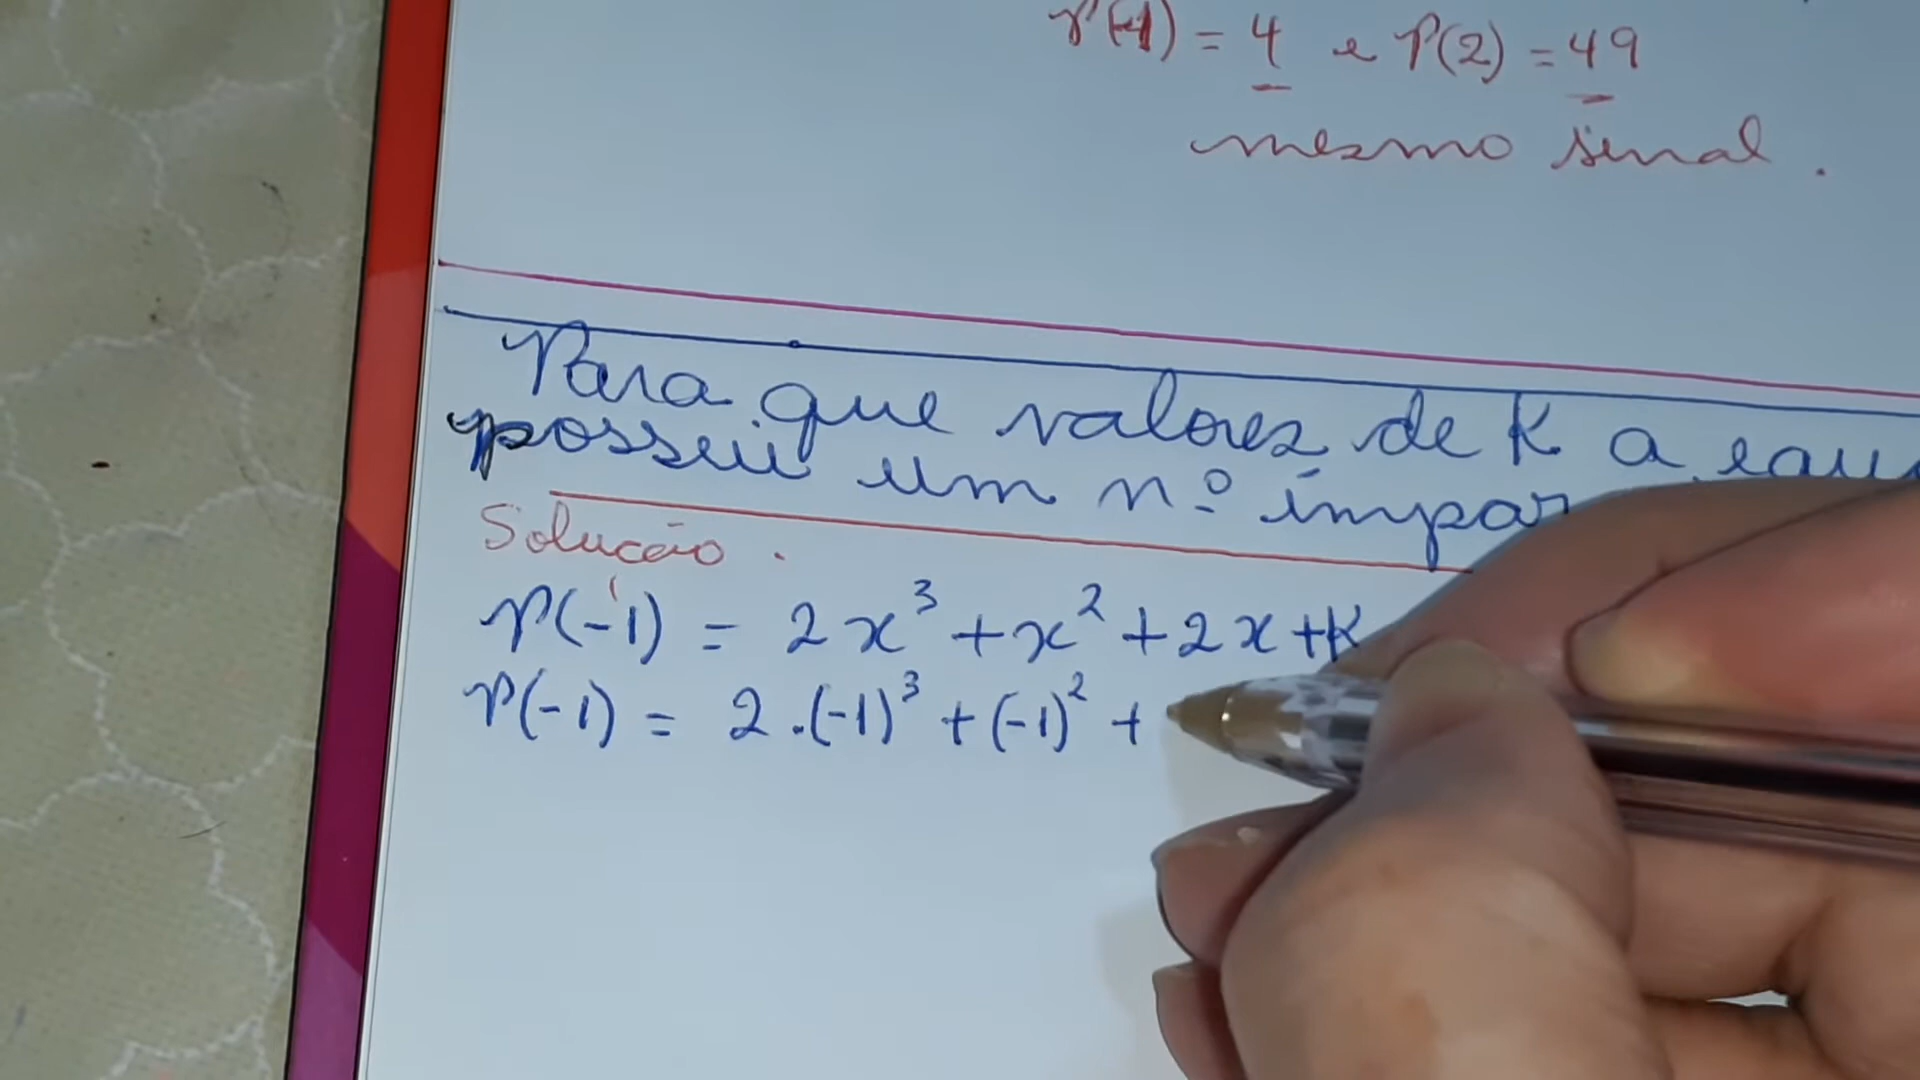 P(-1) = 4 e P(2) = 49
mesmo sinal.
Para que valores de K a
possui um nº ímpar
Solução.
P(-1) = 2x³ + x² + 2x + K
P(-1) = 2.(-1)³ + (-1)² +